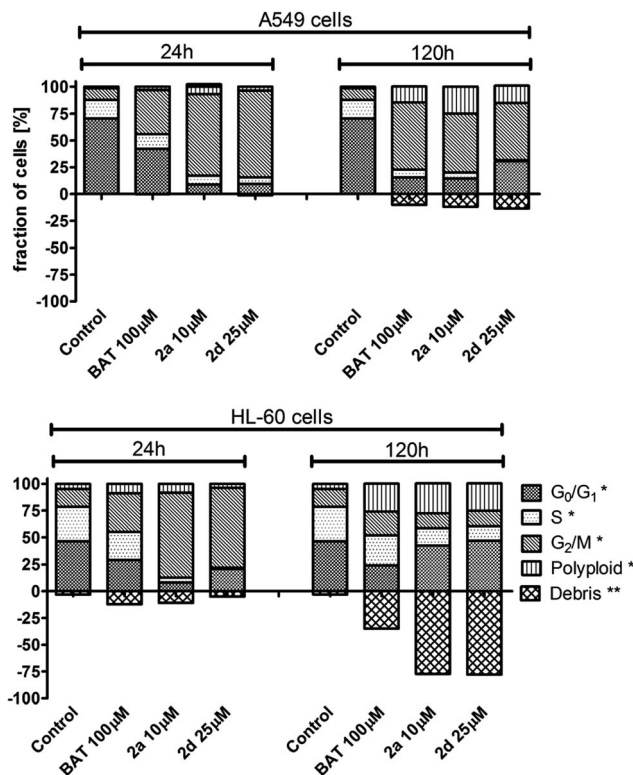 A549 cells
24h
120h
fraction of cells [%]
100
75
50
25
0
-25
-50
-75
-100
Control
BAT 100µM
2a 10µM
2d 25µM
Control
BAT 100µM
2a 10µM
2d 25µM
HL-60 cells
24h
120h
100
75
50
25
0
-25
-50
-75
-100
G₀/G₁ *
S *
G₂/M *
Polyploid *
Debris **
Control
BAT 100µM
2a 10µM
2d 25µM
Control
BAT 100µM
2a 10µM
2d 25µM